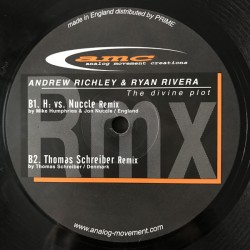 made in England distributed by PRIME
amc
analog movement creations
ANDREW RICHLEY & RYAN RIVERA
The divine plot
Rmx
B1. H: vs. Nuccle Remix
by Mike Humphries & Jon Nuccle / England
B2. Thomas Schreiber Remix
by Thomas Schreiber / Denmark
www.analog-movement.com